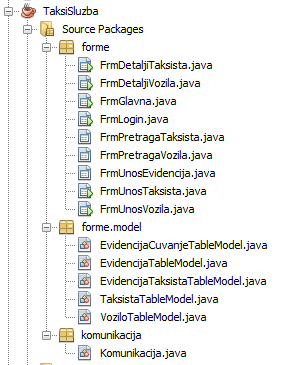 TaksiSluzba
Source Packages
forme
FrmDetaljiTaksista.java
FrmDetaljiVozila.java
FrmGlavna.java
FrmLogin.java
FrmPretragaTaksista.java
FrmPretragaVozila.java
FrmUnosEvidencija.java
FrmUnosTaksista.java
FrmUnosVozila.java
forme.model
EvidencijaCuvanjeTableModel.java
EvidencijaTableModel.java
EvidencijaTaksistaTableModel.java
TaksistaTableModel.java
VoziloTableModel.java
komunikacija
Komunikacija.java